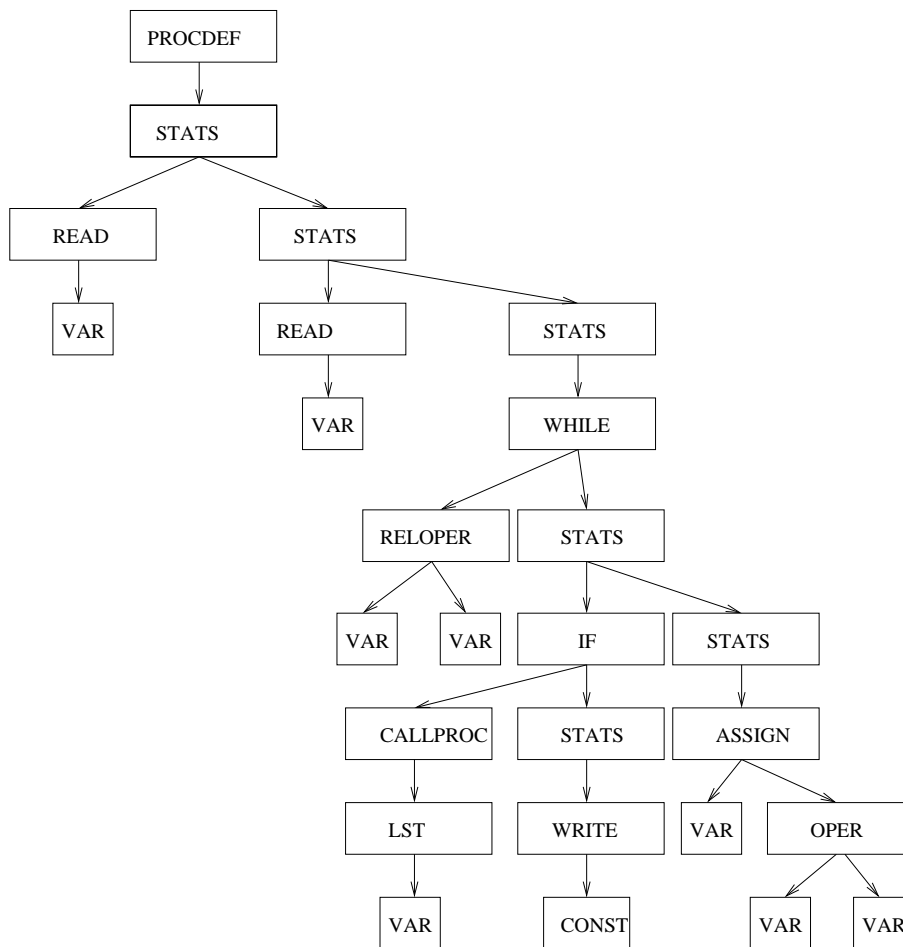 PROCDEF
STATS
READ
STATS
VAR
READ
STATS
VAR
WHILE
RELOPER
STATS
VAR
VAR
IF
STATS
CALLPROC
STATS
ASSIGN
LST
WRITE
VAR
OPER
VAR
CONST
VAR
VAR